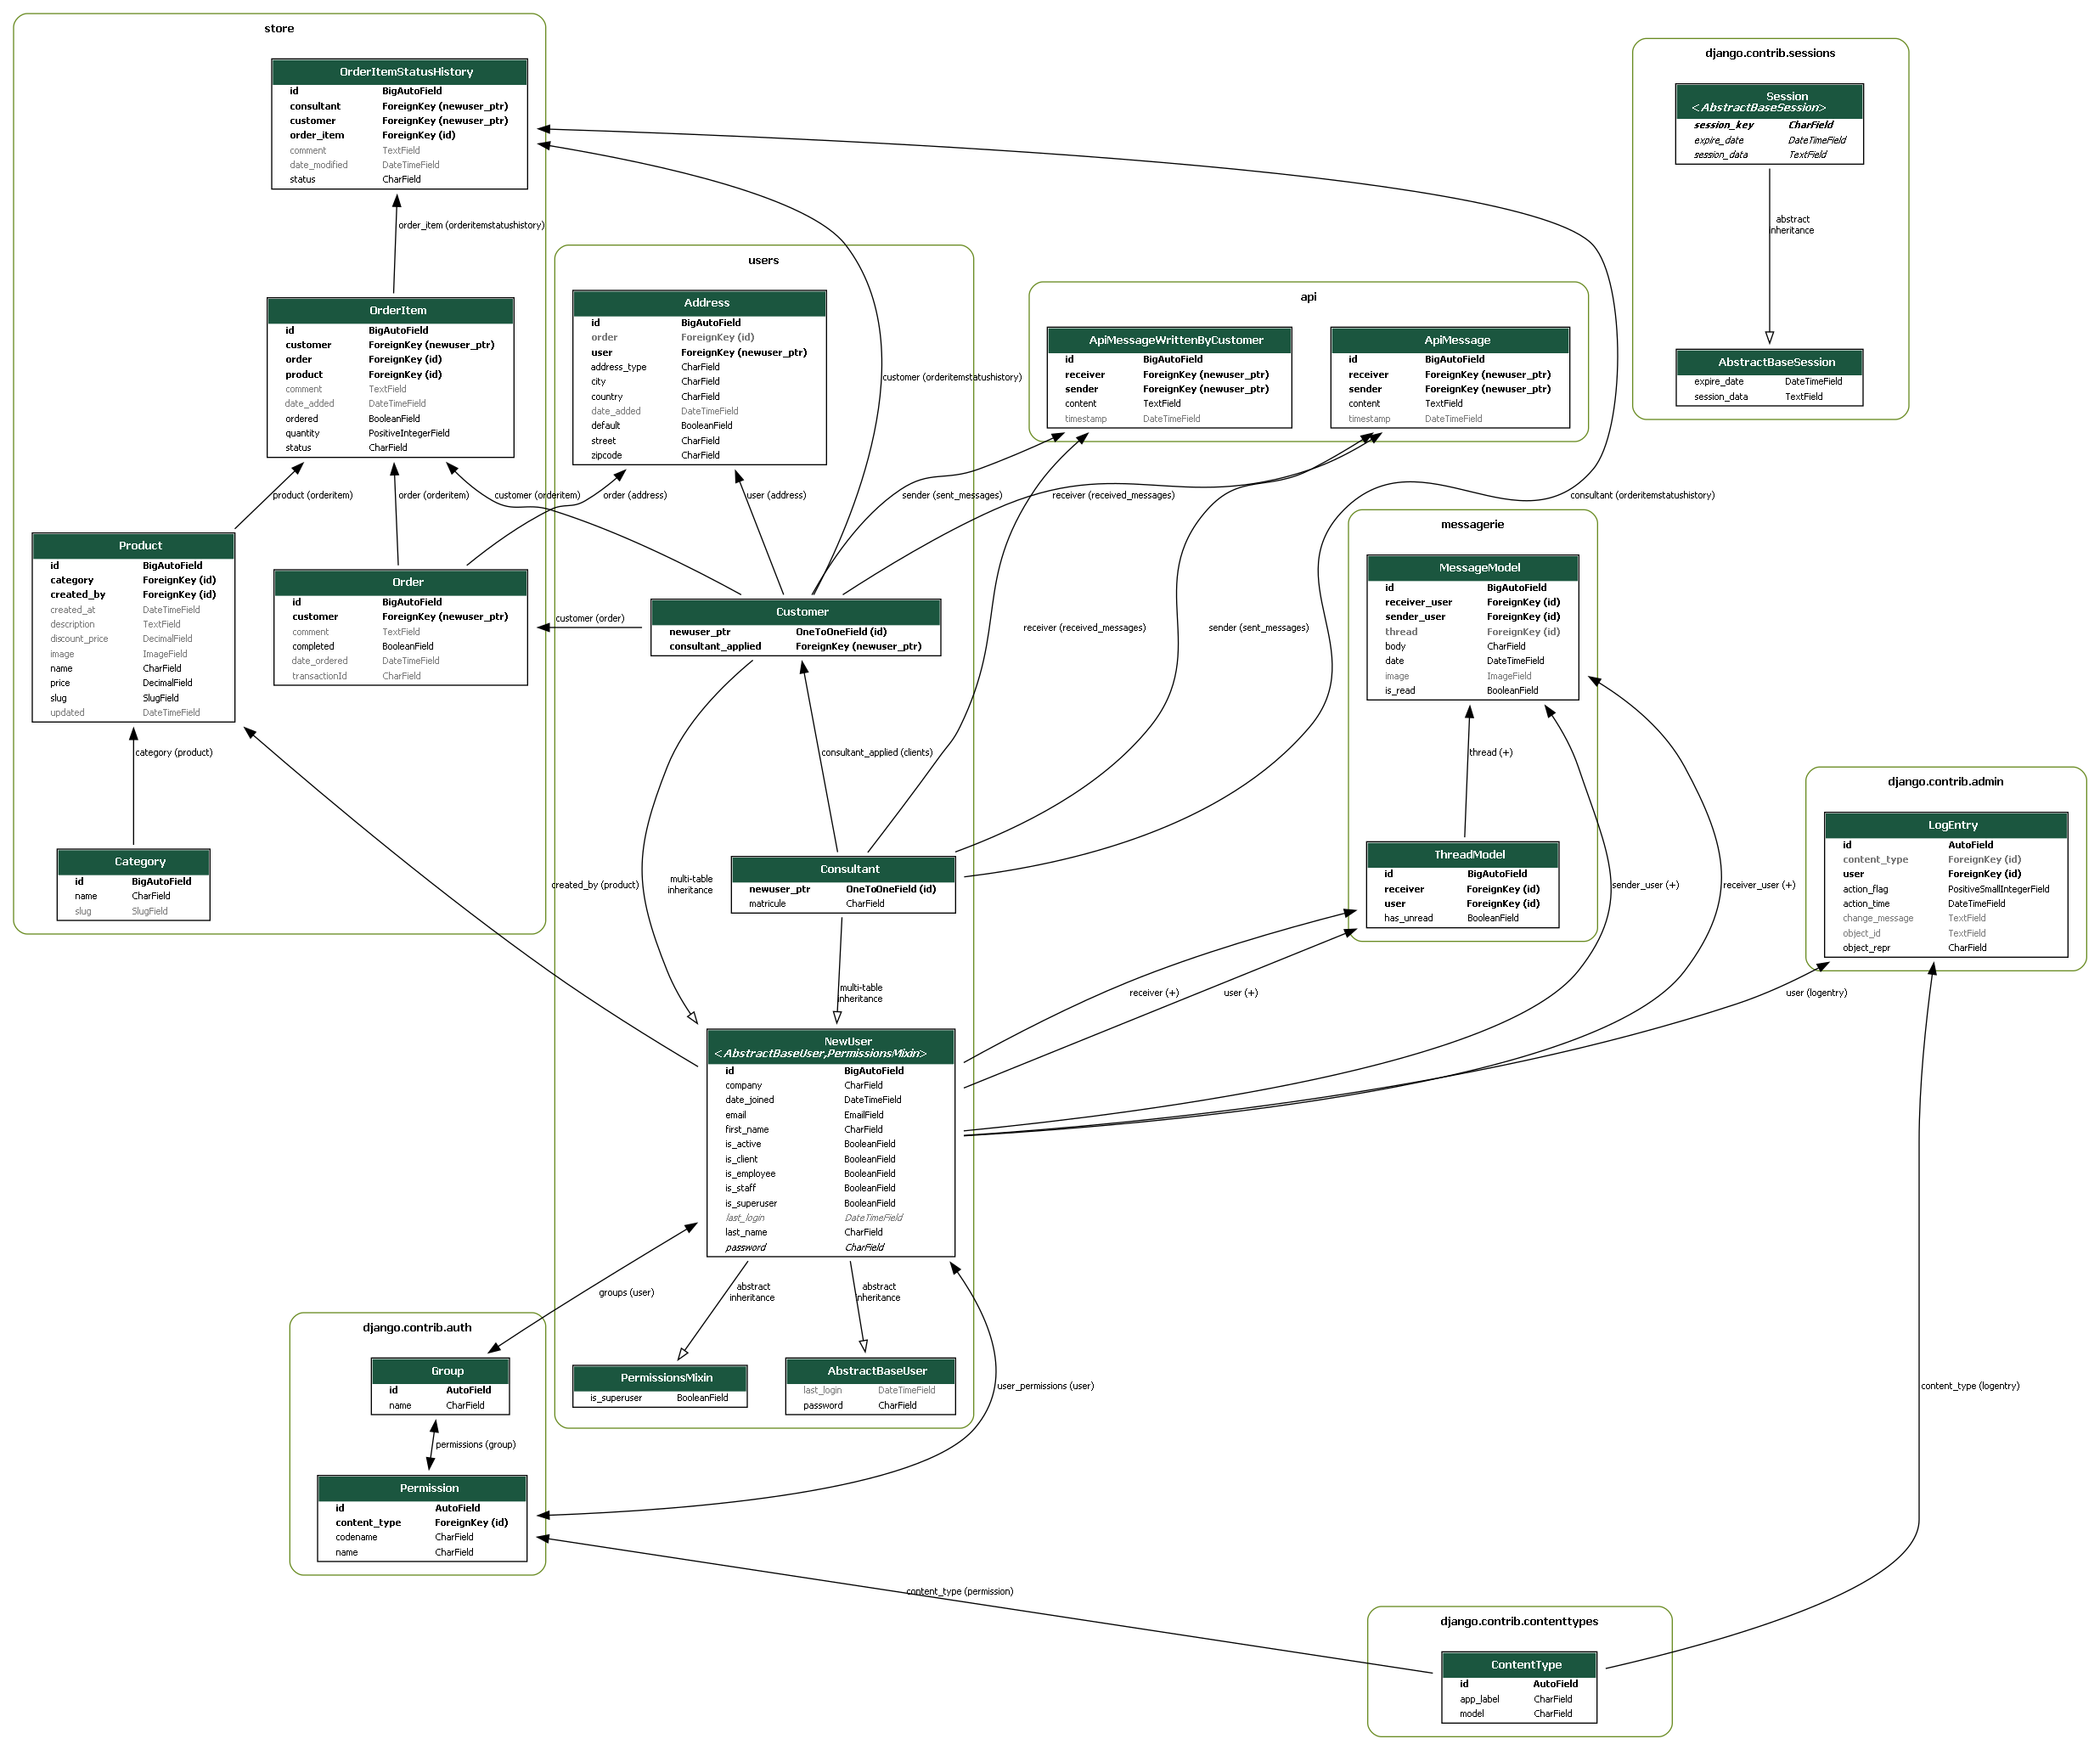 store
OrderItemStatusHistory
id BigAutoField
consultant ForeignKey (newuser_ptr)
customer ForeignKey (newuser_ptr)
order_item ForeignKey (id)
comment TextField
date_modified DateTimeField
status CharField
order_item (orderitemstatushistory)
OrderItem
id BigAutoField
customer ForeignKey (newuser_ptr)
order ForeignKey (id)
product ForeignKey (id)
comment TextField
date_added DateTimeField
ordered BooleanField
quantity PositiveIntegerField
status CharField
product (orderitem)
order (orderitem)
customer (orderitem)
order (address)
Product
id BigAutoField
category ForeignKey (id)
created_by ForeignKey (id)
created_at DateTimeField
description TextField
discount_price DecimalField
image ImageField
name CharField
price DecimalField
slug SlugField
updated DateTimeField
Order
id BigAutoField
customer ForeignKey (newuser_ptr)
comment TextField
completed BooleanField
date_ordered DateTimeField
transactionId CharField
category (product)
Category
id BigAutoField
name CharField
slug SlugField
users
Address
id BigAutoField
order ForeignKey (id)
user ForeignKey (newuser_ptr)
address_type CharField
city CharField
country CharField
date_added DateTimeField
default BooleanField
street CharField
zipcode CharField
user (address)
customer (orderitemstatushistory)
customer (order)
Customer
newuser_ptr OneToOneField (id)
consultant_applied ForeignKey (newuser_ptr)
consultant_applied (clients)
created_by (product)
multi-table
inheritance
Consultant
newuser_ptr OneToOneField (id)
matricule CharField
multi-table
inheritance
NewUser
<AbstractBaseUser,PermissionsMixin>
id BigAutoField
company CharField
date_joined DateTimeField
email EmailField
first_name CharField
is_active BooleanField
is_client BooleanField
is_employee BooleanField
is_staff BooleanField
is_superuser BooleanField
last_login DateTimeField
last_name CharField
password CharField
groups (user)
abstract
inheritance
abstract
inheritance
PermissionsMixin
is_superuser BooleanField
AbstractBaseUser
last_login DateTimeField
password CharField
user_permissions (user)
api
ApiMessageWrittenByCustomer
id BigAutoField
receiver ForeignKey (newuser_ptr)
sender ForeignKey (newuser_ptr)
content TextField
timestamp DateTimeField
ApiMessage
id BigAutoField
receiver ForeignKey (newuser_ptr)
sender ForeignKey (newuser_ptr)
content TextField
timestamp DateTimeField
sender (sent_messages)
receiver (received_messages)
consultant (orderitemstatushistory)
receiver (received_messages)
sender (sent_messages)
messagerie
MessageModel
id BigAutoField
receiver_user ForeignKey (id)
sender_user ForeignKey (id)
thread ForeignKey (id)
body CharField
date DateTimeField
image ImageField
is_read BooleanField
thread (+)
ThreadModel
id BigAutoField
receiver ForeignKey (id)
user ForeignKey (id)
has_unread BooleanField
sender_user (+)
receiver_user (+)
receiver (+)
user (+)
user (logentry)
django.contrib.sessions
Session
<AbstractBaseSession>
session_key CharField
expire_date DateTimeField
session_data TextField
abstract
inheritance
AbstractBaseSession
expire_date DateTimeField
session_data TextField
django.contrib.admin
LogEntry
id AutoField
content_type ForeignKey (id)
user ForeignKey (id)
action_flag PositiveSmallIntegerField
action_time DateTimeField
change_message TextField
object_id TextField
object_repr CharField
content_type (logentry)
django.contrib.auth
Group
id AutoField
name CharField
permissions (group)
Permission
id AutoField
content_type ForeignKey (id)
codename CharField
name CharField
content_type (permission)
django.contrib.contenttypes
ContentType
id AutoField
app_label CharField
model CharField